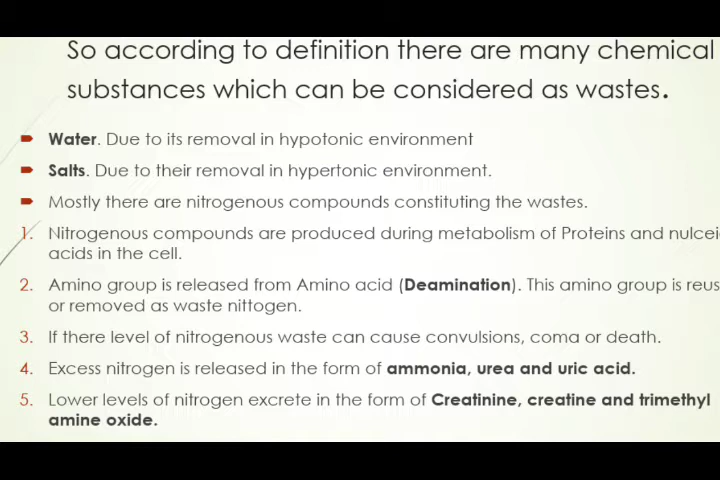 So according to definition there are many chemical
substances which can be considered as wastes.
Water. Due to its removal in hypotonic environment
Salts. Due to their removal in hypertonic environment.
Mostly there are nitrogenous compounds constituting the wastes.
1. Nitrogenous compounds are produced during metabolism of Proteins and nulcei
acids in the cell.
2. Amino group is released from Amino acid (Deamination). This amino group is reus
or removed as waste nittogen.
3. If there level of nitrogenous waste can cause convulsions, coma or death.
4. Excess nitrogen is released in the form of ammonia, urea and uric acid.
5. Lower levels of nitrogen excrete in the form of Creatinine, creatine and trimethyl
amine oxide.